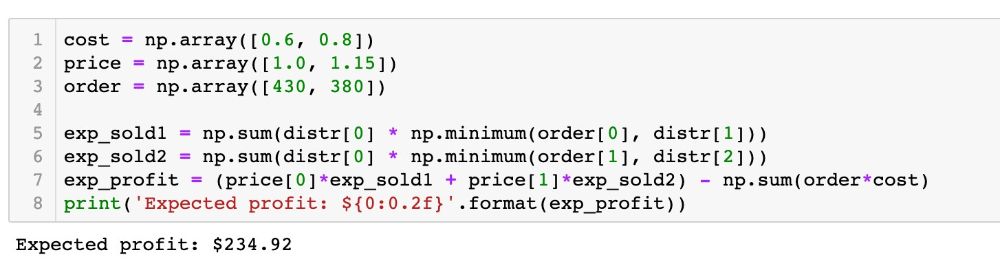 1 cost = np.array([0.6, 0.8])
2 price = np.array([1.0, 1.15])
3 order = np.array([430, 380])
4
5 exp_sold1 = np.sum(distr[0] * np.minimum(order[0], distr[1]))
6 exp_sold2 = np.sum(distr[0] * np.minimum(order[1], distr[2]))
7 exp_profit = (price[0]*exp_sold1 + price[1]*exp_sold2) - np.sum(order*cost)
8 print('Expected profit: ${0:0.2f}'.format(exp_profit))
Expected profit: $234.92